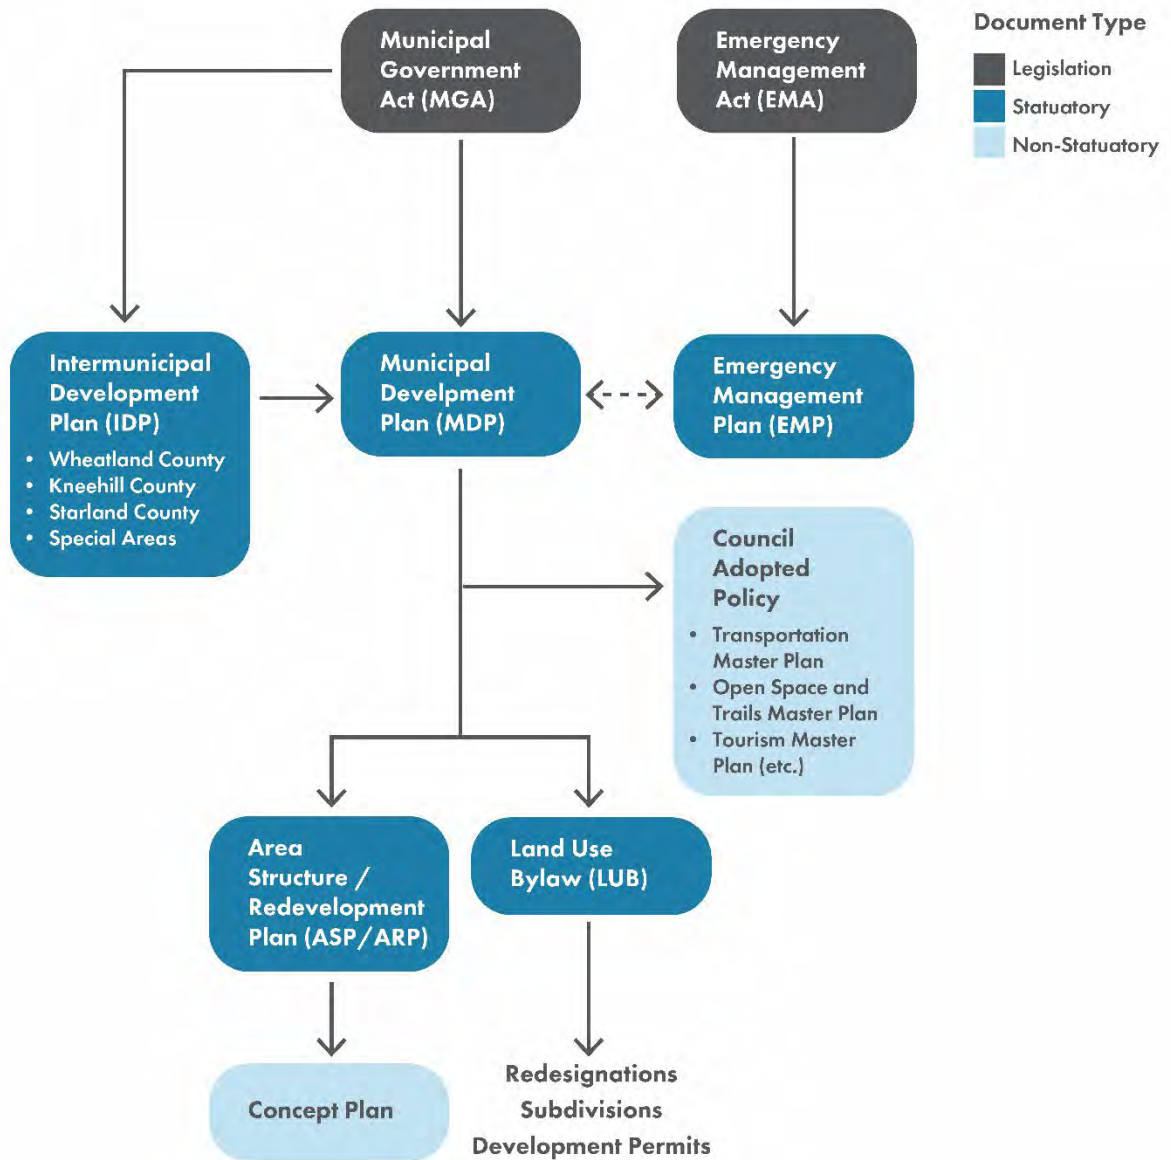 Municipal
Government
Act (MGA)
Emergency
Management
Act (EMA)
Document Type
Legislation
Statuatory
Non-Statuatory
Intermunicipal
Development
Plan (IDP)
• Wheatland County
• Kneehill County
• Starland County
• Special Areas
Municipal
Develpment
Plan (MDP)
Emergency
Management
Plan (EMP)
Council
Adopted
Policy
• Transportation
Master Plan
• Open Space and
Trails Master Plan
• Tourism Master
Plan (etc.)
Area
Structure /
Redevelopment
Plan (ASP/ARP)
Land Use
Bylaw (LUB)
Concept Plan
Redesignations
Subdivisions
Development Permits